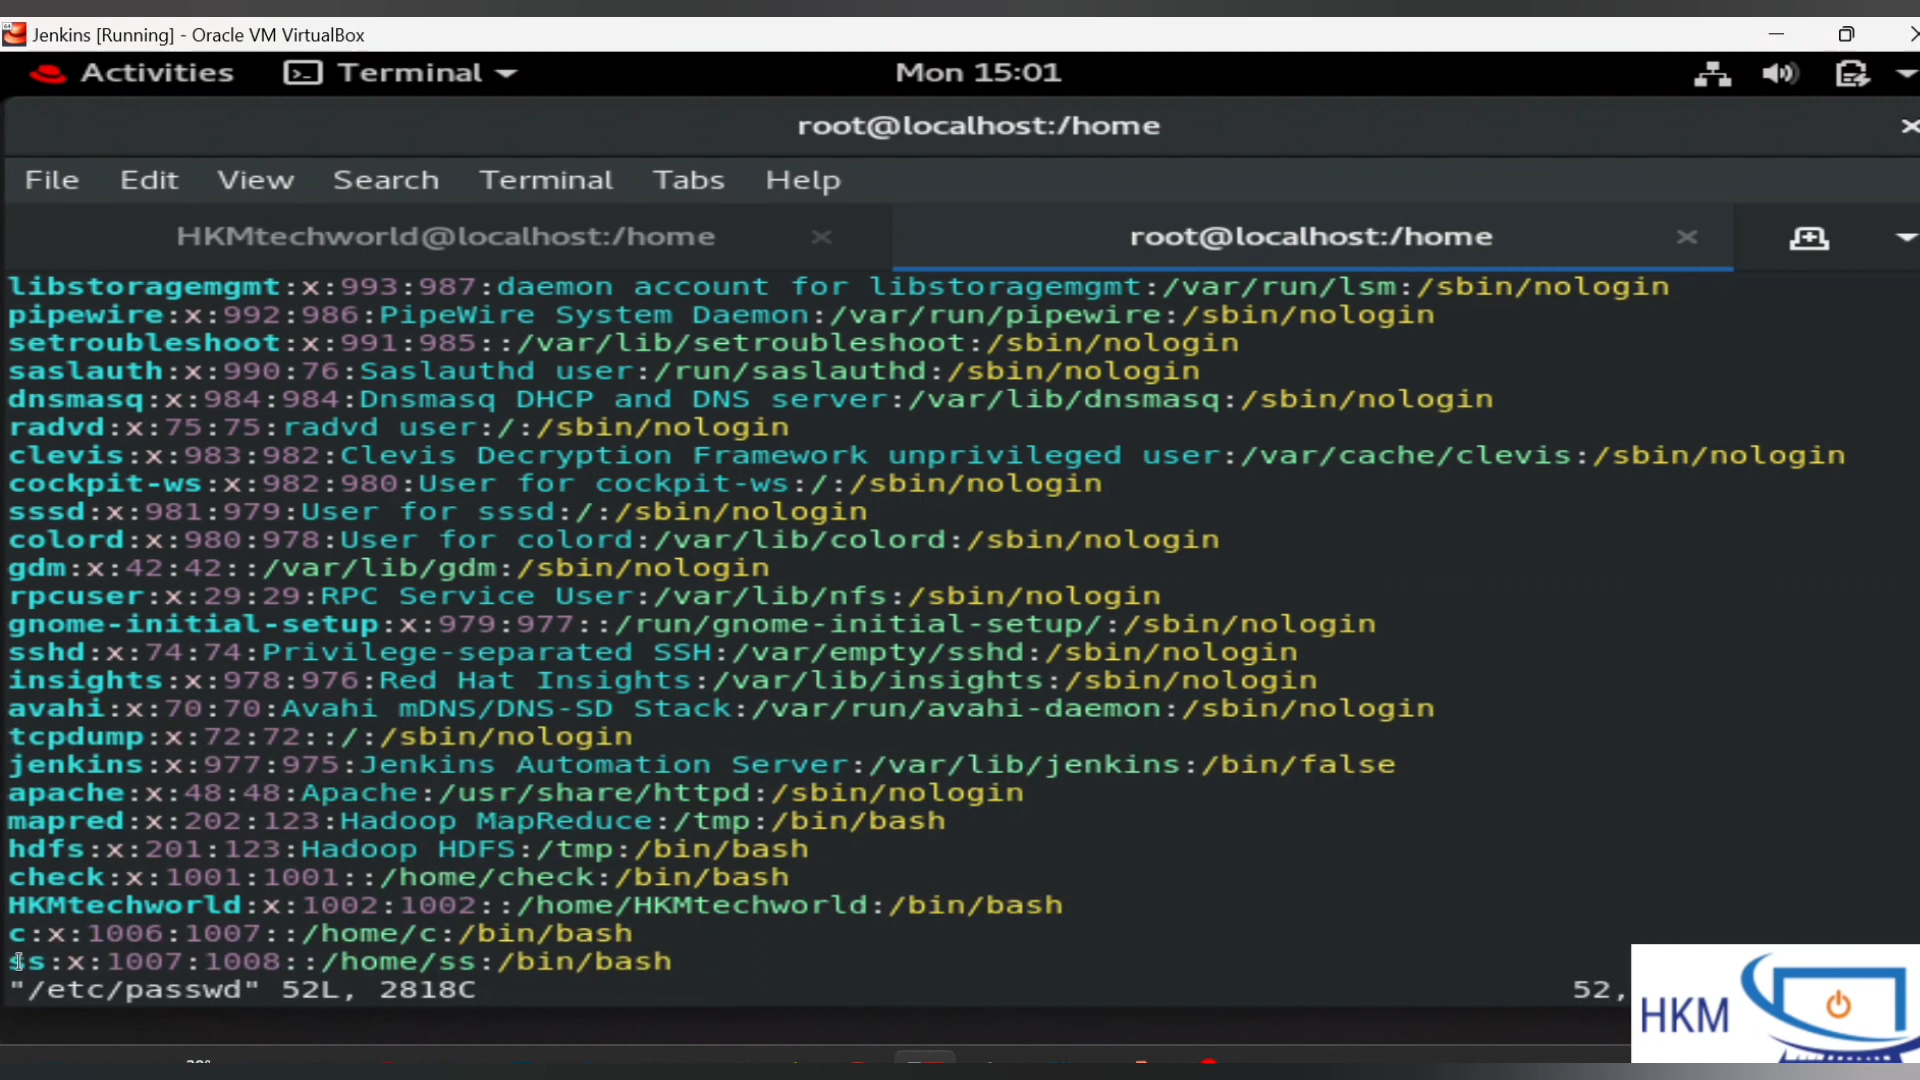 Jenkins [Running] - Oracle VM VirtualBox
Activities Terminal Mon 15:01
root@localhost:/home
File Edit View Search Terminal Tabs Help
HKMtechworld@localhost:/home root@localhost:/home
libstoragemgmt:x:993:987:daemon account for libstoragemgmt:/var/run/lsm:/sbin/nologin
pipewire:x:992:986:PipeWire System Daemon:/var/run/pipewire:/sbin/nologin
setroubleshoot:x:991:985::/var/lib/setroubleshoot:/sbin/nologin
saslauth:x:990:76:Saslauthd user:/run/saslauthd:/sbin/nologin
dnsmasq:x:984:984:Dnsmasq DHCP and DNS server:/var/lib/dnsmasq:/sbin/nologin
radvd:x:75:75:radvd user:/:/sbin/nologin
clevis:x:983:982:Clevis Decryption Framework unprivileged user:/var/cache/clevis:/sbin/nologin
cockpit-ws:x:982:980:User for cockpit-ws:/:/sbin/nologin
sssd:x:981:979:User for sssd:/:/sbin/nologin
colord:x:980:978:User for colord:/var/lib/colord:/sbin/nologin
gdm:x:42:42::/var/lib/gdm:/sbin/nologin
rpcuser:x:29:29:RPC Service User:/var/lib/nfs:/sbin/nologin
gnome-initial-setup:x:979:977::/run/gnome-initial-setup/:/sbin/nologin
sshd:x:74:74:Privilege-separated SSH:/var/empty/sshd:/sbin/nologin
insights:x:978:976:Red Hat Insights:/var/lib/insights:/sbin/nologin
avahi:x:70:70:Avahi mDNS/DNS-SD Stack:/var/run/avahi-daemon:/sbin/nologin
tcpdump:x:72:72::/:/sbin/nologin
jenkins:x:977:975:Jenkins Automation Server:/var/lib/jenkins:/bin/false
apache:x:48:48:Apache:/usr/share/httpd:/sbin/nologin
mapred:x:202:123:Hadoop MapReduce:/tmp:/bin/bash
hdfs:x:201:123:Hadoop HDFS:/tmp:/bin/bash
check:x:1001:1001::/home/check:/bin/bash
HKMtechworld:x:1002:1002::/home/HKMtechworld:/bin/bash
c:x:1006:1007::/home/c:/bin/bash
ss:x:1007:1008::/home/ss:/bin/bash
"/etc/passwd" 52L, 2818C 52,
HKM